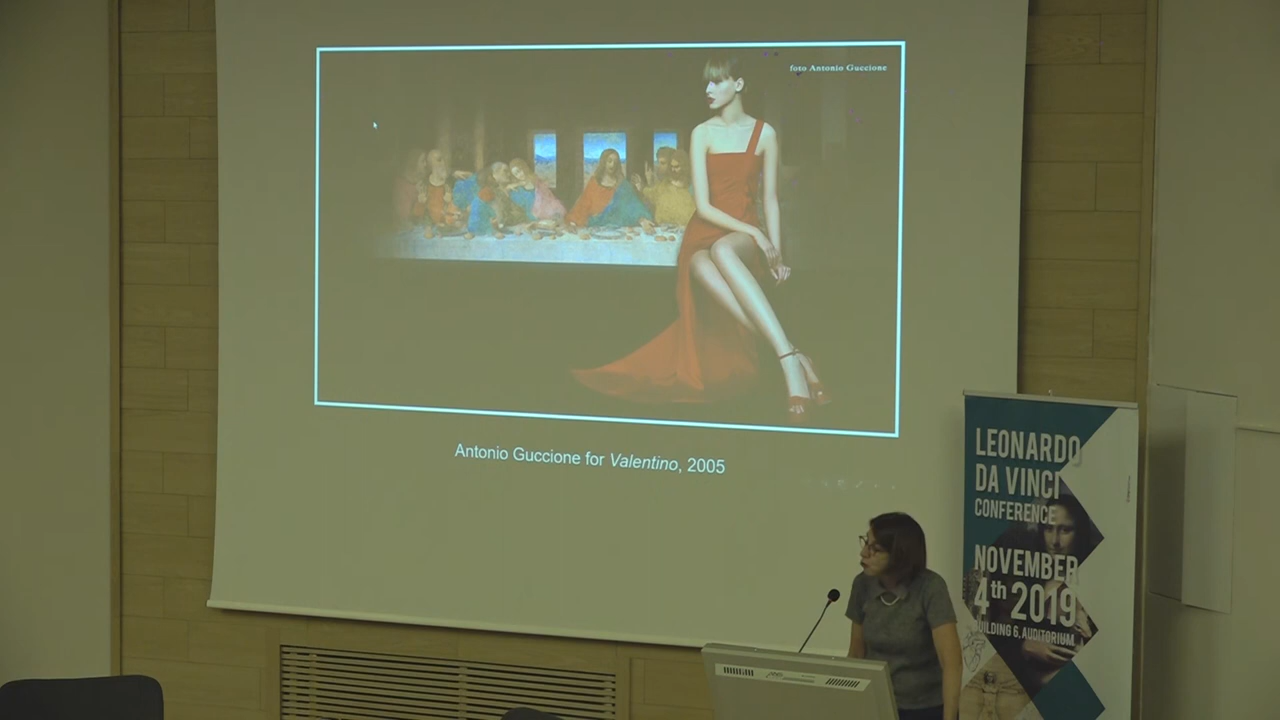 foto Antonio Guccione
Antonio Guccione for Valentino, 2005
LEONARDO
DA VINCI
CONFERENCE
NOVEMBER
4th 2019
BUILDING 6, AUDITORIUM